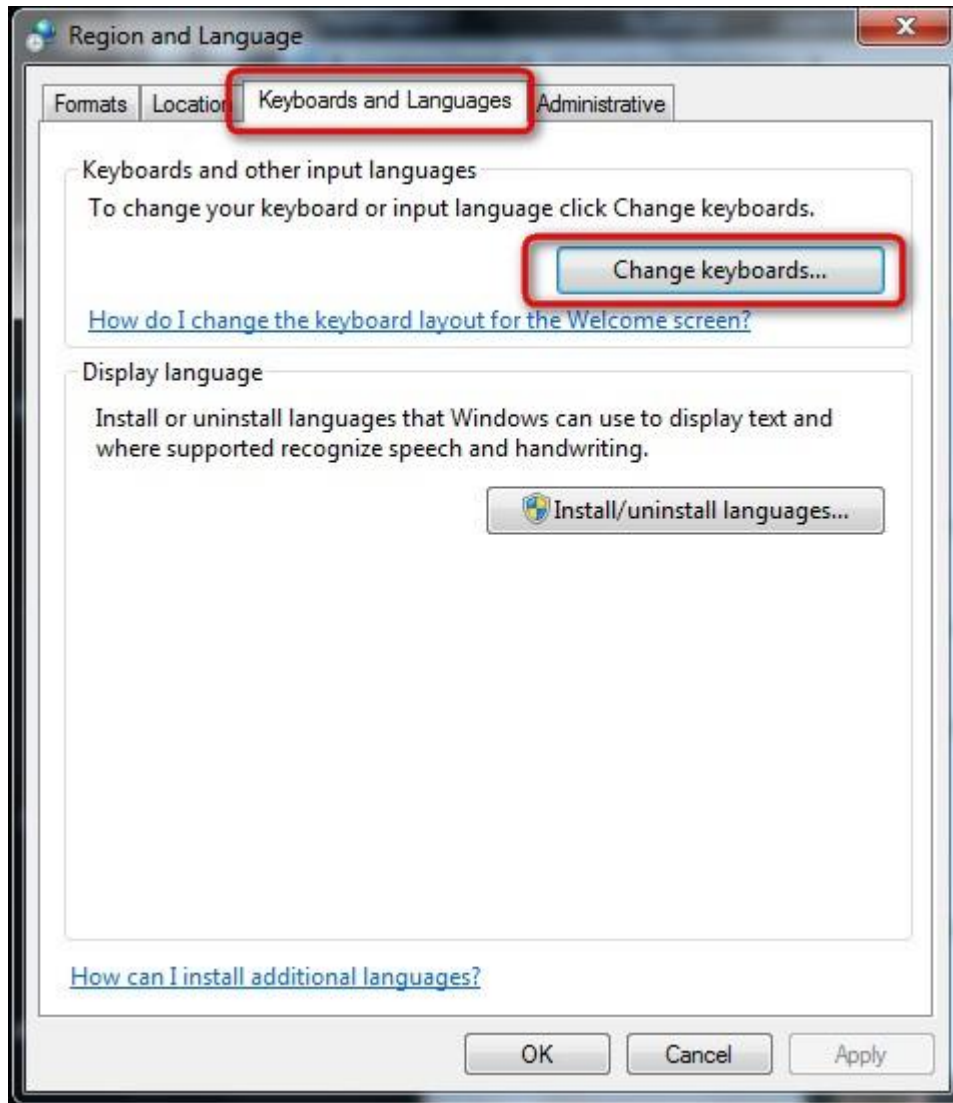 Region and Language
Formats Location Keyboards and Languages Administrative
Keyboards and other input languages
To change your keyboard or input language click Change keyboards.
Change keyboards...
How do I change the keyboard layout for the Welcome screen?
Display language
Install or uninstall languages that Windows can use to display text and
where supported recognize speech and handwriting.
Install/uninstall languages...
How can I install additional languages?
OK Cancel Apply